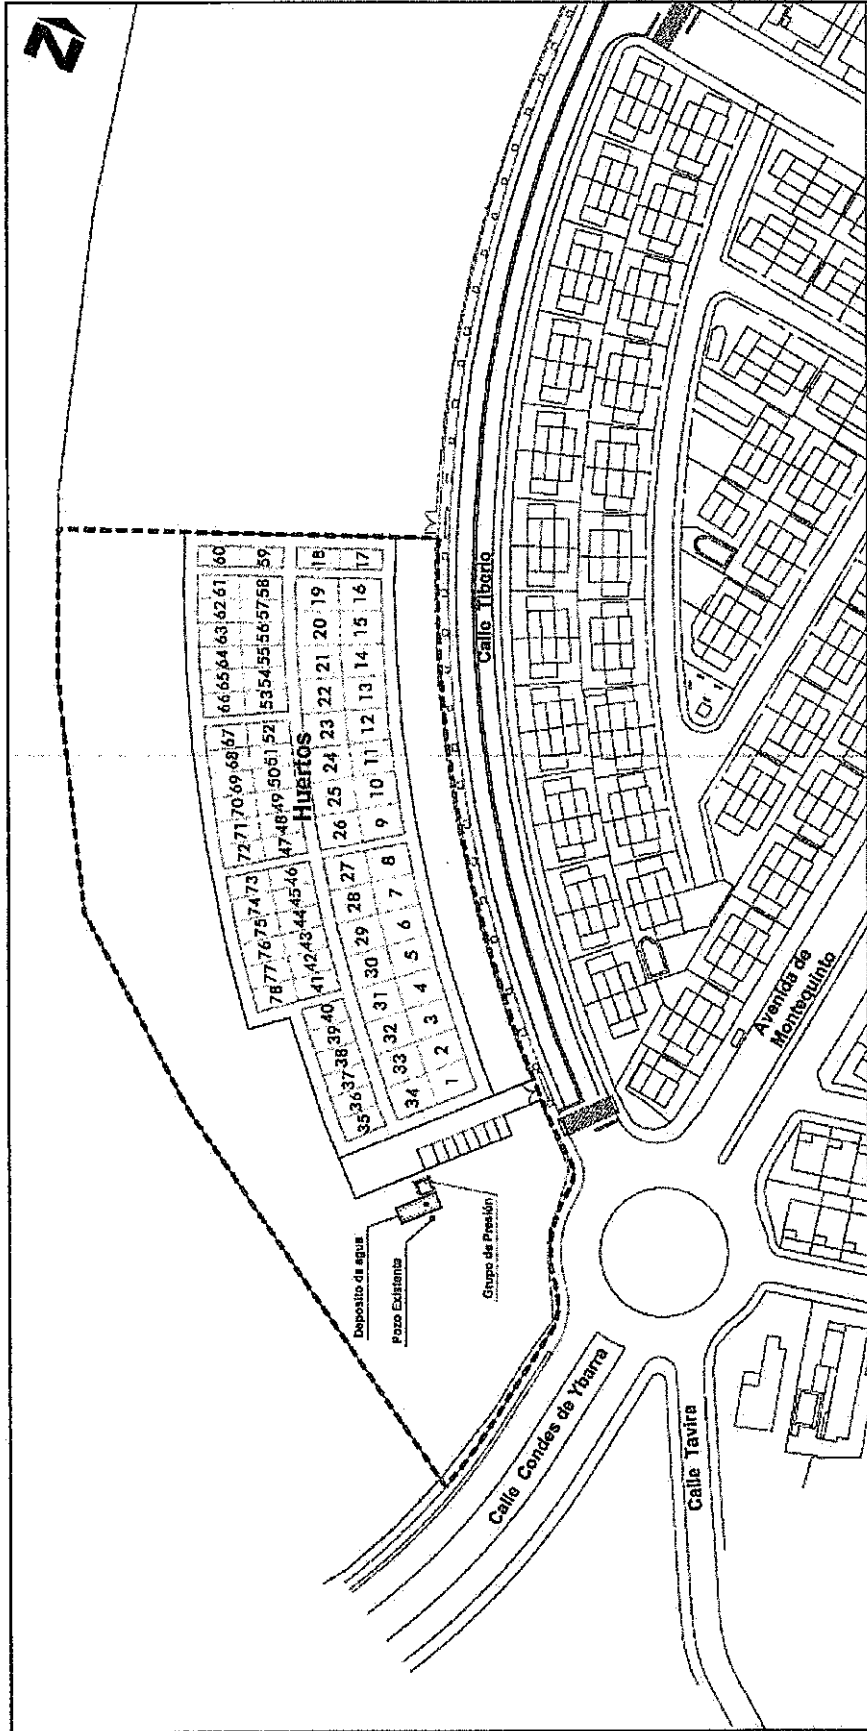 N
78 77 76 75 74 73 72 71 70 69 68 67 66 65 64 63 62 61 60
41 42 43 44 45 46 47 48 49 50 51 52 53 54 55 56 57 58 59
35 36 37 38 39 40
Huertos
34 33 32 31 30 29 28 27 26 25 24 23 22 21 20 19 18
1 2 3 4 5 6 7 8 9 10 11 12 13 14 15 16 17
Deposito de agua
Pozo Existente
Grupo de Presión
Calle Tiberio
Calle Condes de Ybarra
Calle Tavira
Avenida de
Montequinto